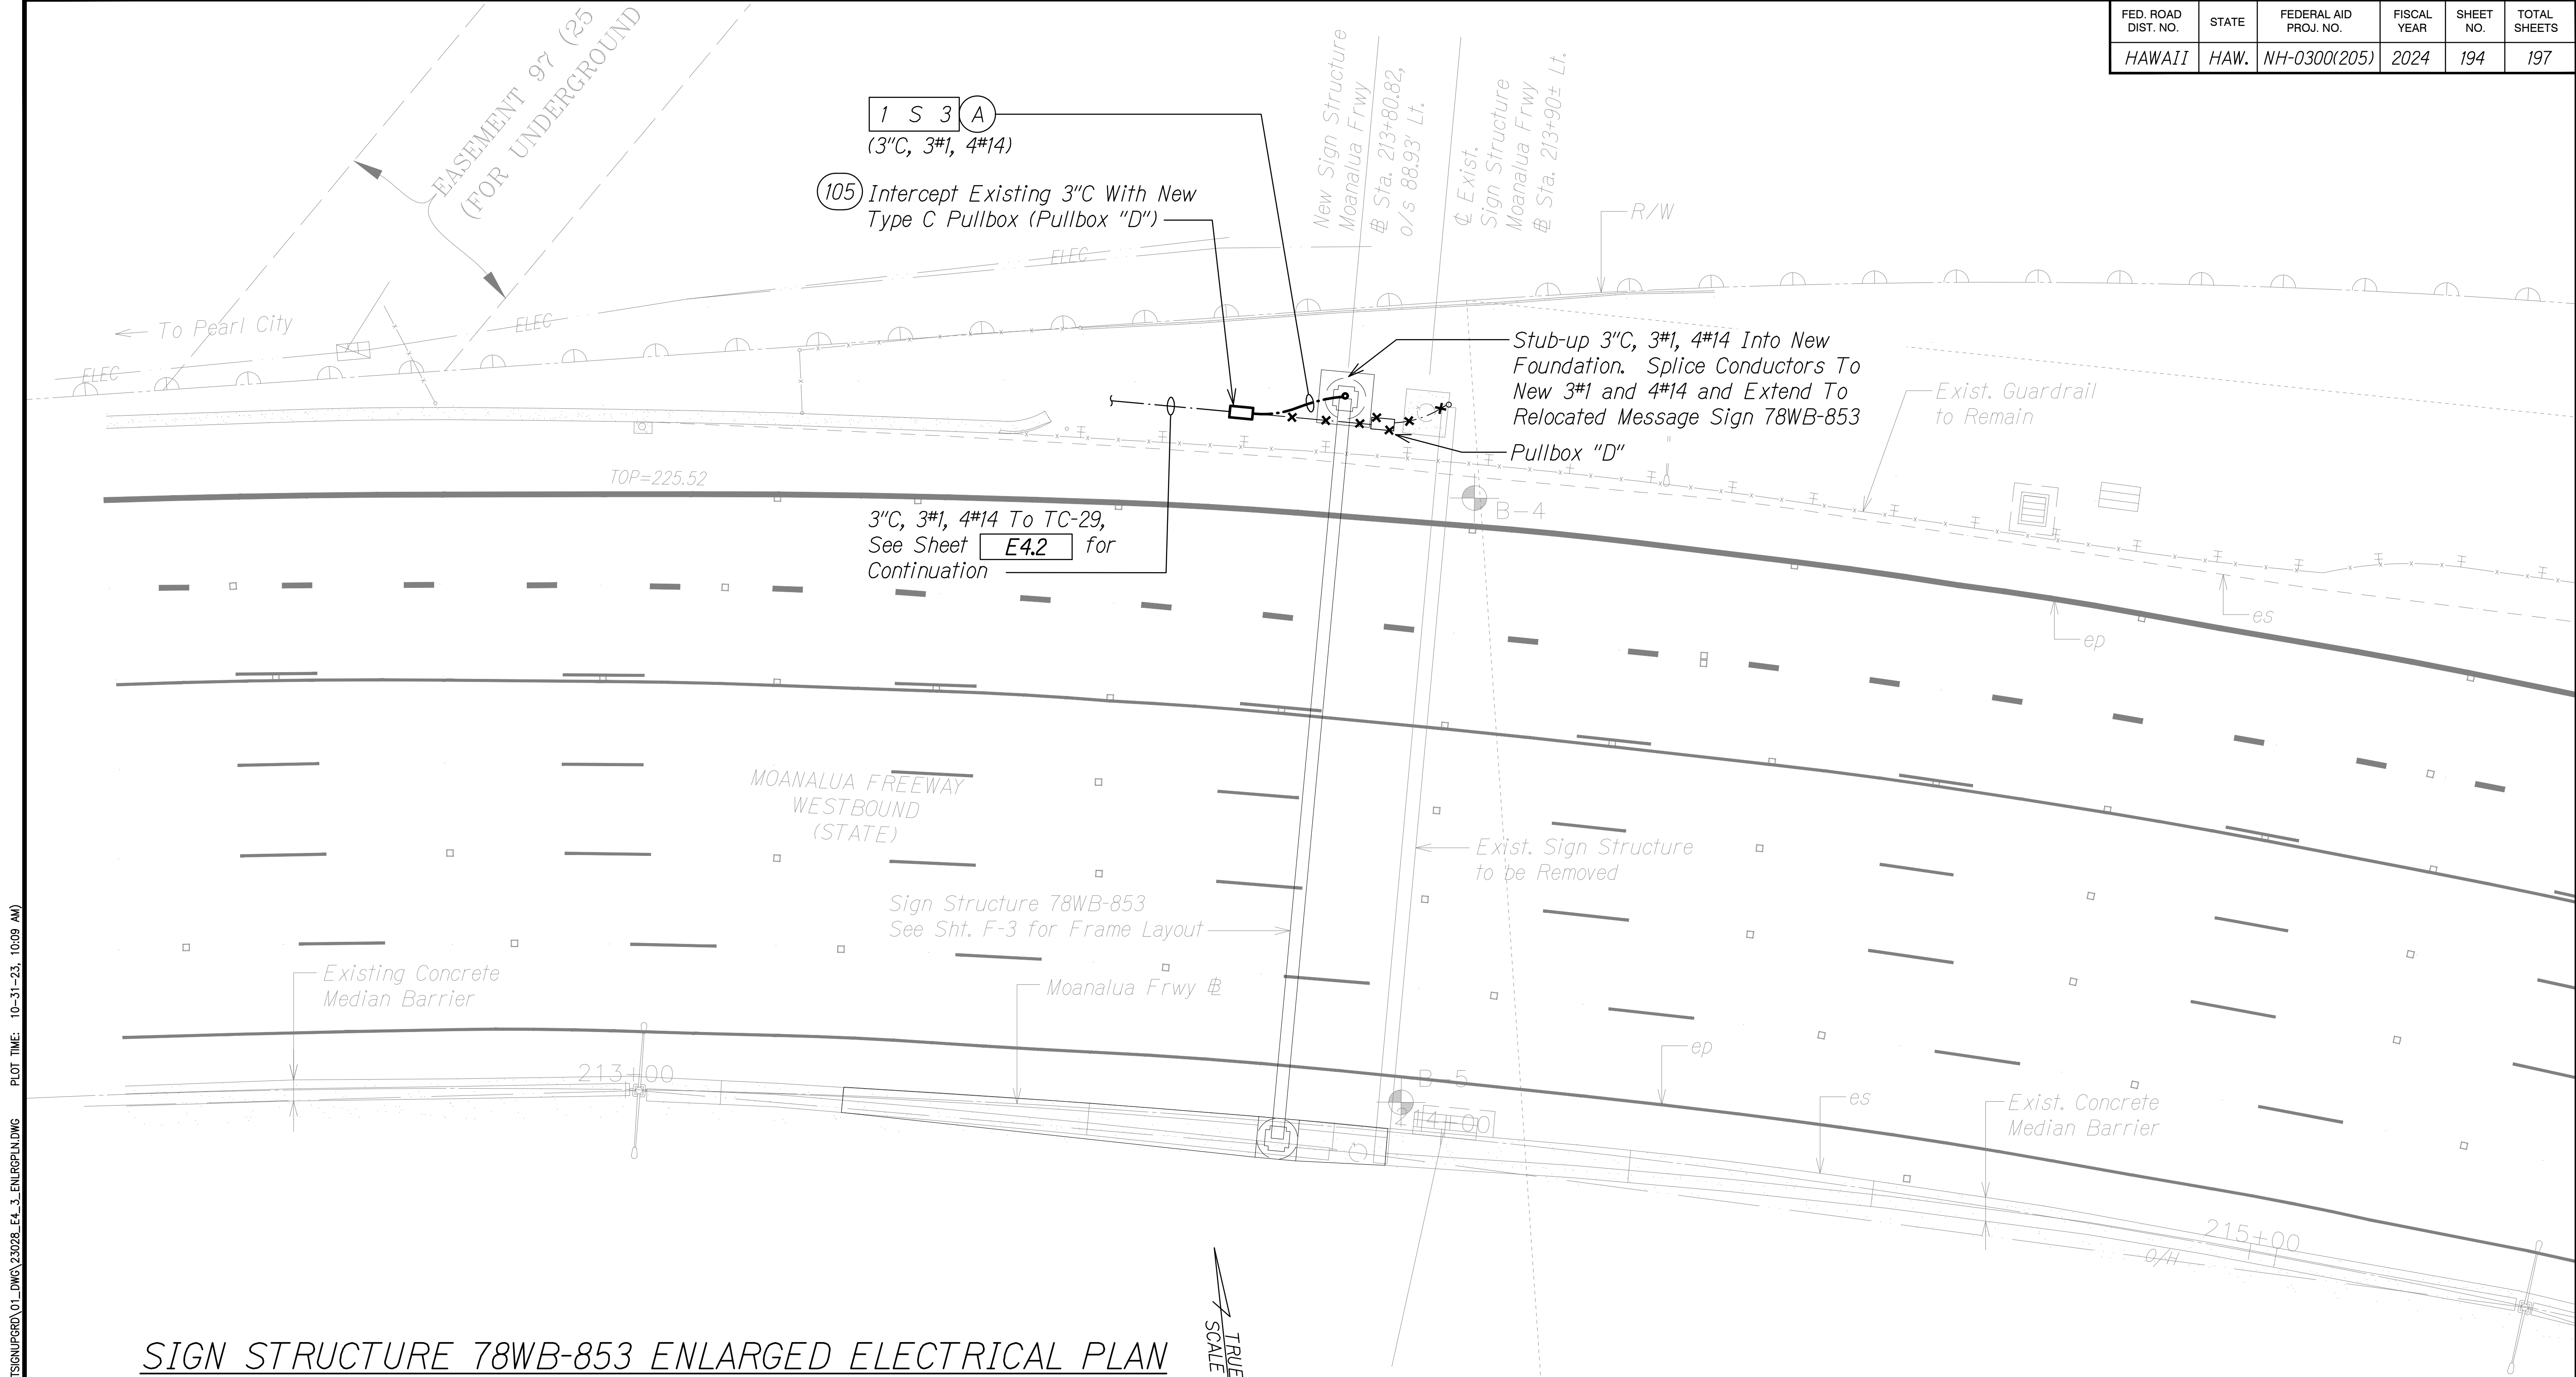 FED. ROAD DIST. NO.
STATE
FEDERAL AID PROJ. NO.
FISCAL YEAR
SHEET NO.
TOTAL SHEETS
HAWAII
HAW.
NH-0300(205)
2024
194
197
EASEMENT 97 (25
(FOR UNDERGROUND
1 S 3 A
(3"C, 3#1, 4#14)
105 Intercept Existing 3"C With New
Type C Pullbox (Pullbox "D")
New Sign Structure
Moanalua Frwy
℄ Sta. 213+80.82,
o/s 88.93' Lt.
℄ Exist.
Sign Structure
Moanalua Frwy
Sta. 213+90± Lt.
R/W
ELEC
To Pearl City
ELEC
ELEC
Stub-up 3"C, 3#1, 4#14 Into New
Foundation. Splice Conductors To
New 3#1 and 4#14 and Extend To
Relocated Message Sign 78WB-853
Exist. Guardrail
to Remain
Pullbox "D"
TOP=225.52
B-4
3"C, 3#1, 4#14 To TC-29,
See Sheet E4.2 for
Continuation
es
ep
MOANALUA FREEWAY
WESTBOUND
(STATE)
Exist. Sign Structure
to be Removed
Sign Structure 78WB-853
See Sht. F-3 for Frame Layout
Existing Concrete
Median Barrier
Moanalua Frwy
ep
213+00
B-5
214+00
es
Exist. Concrete
Median Barrier
215+00
O/H
SIGN STRUCTURE 78WB-853 ENLARGED ELECTRICAL PLAN
TRUE
SCALE
TSIGNUPGRD\01_DWG\23028_E4_3_ENLRGPLN.DWG PLOT TIME: 10-31-23, 10:09 AM)